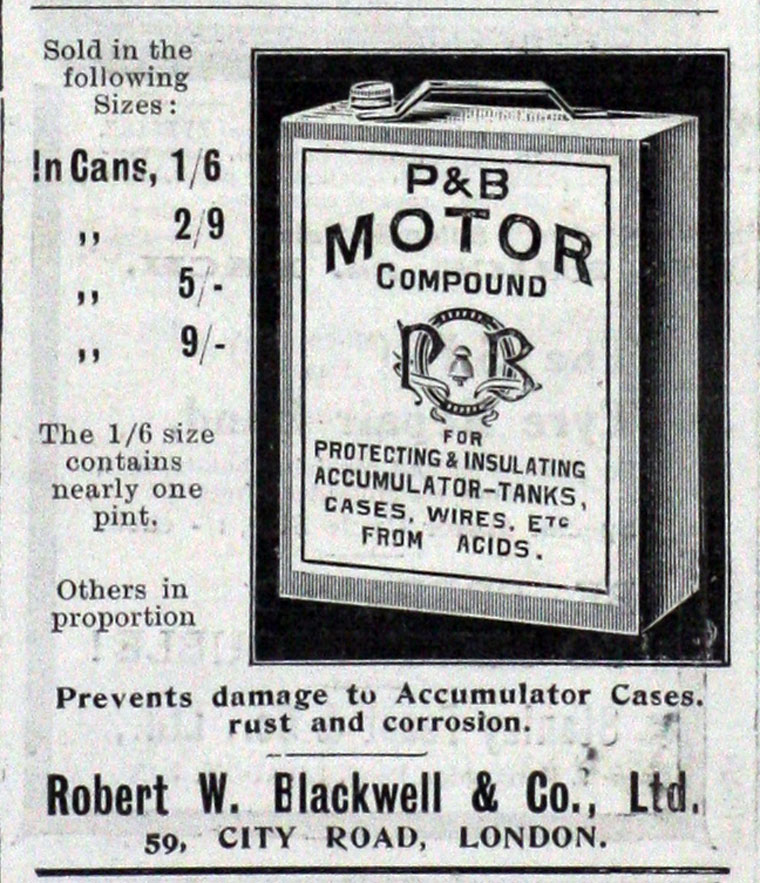 Sold in the
following
Sizes:
In Cans, 1/6
,, 2/9
,, 5/-
,, 9/-
The 1/6 size
contains
nearly one
pint.
Others in
proportion
P&B
MOTOR
COMPOUND
P B
FOR
PROTECTING & INSULATING
ACCUMULATOR-TANKS,
CASES, WIRES, ETC
FROM ACIDS.
Prevents damage to Accumulator Cases.
rust and corrosion.
Robert W. Blackwell & Co., Ltd.
59, CITY ROAD, LONDON.